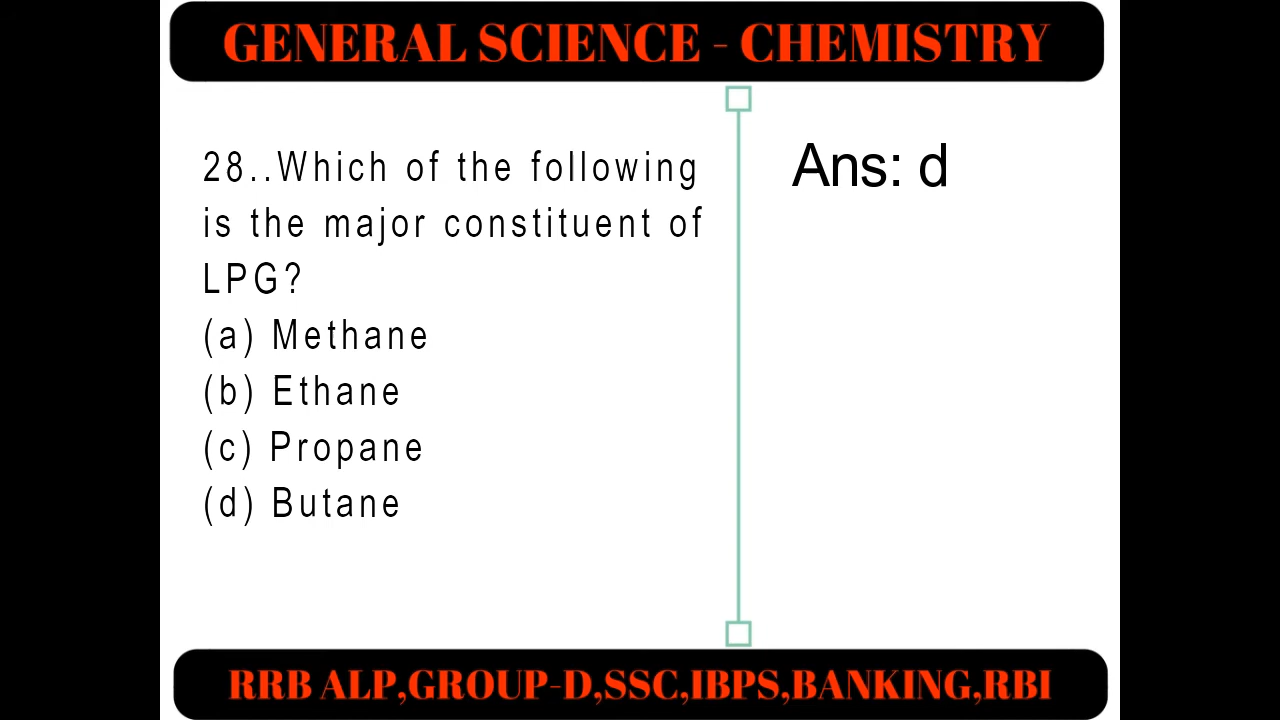 GENERAL SCIENCE - CHEMISTRY
28..Which of the following
is the major constituent of
LPG?
(a) Methane
(b) Ethane
(c) Propane
(d) Butane
Ans: d
RRB ALP,GROUP-D,SSC,IBPS,BANKING,RBI